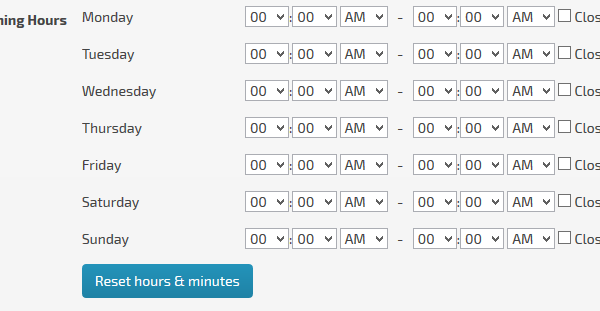 ning Hours Monday 00 : 00 AM - 00 : 00 AM Clos
Tuesday 00 : 00 AM - 00 : 00 AM Clos
Wednesday 00 : 00 AM - 00 : 00 AM Clos
Thursday 00 : 00 AM - 00 : 00 AM Clos
Friday 00 : 00 AM - 00 : 00 AM Clos
Saturday 00 : 00 AM - 00 : 00 AM Clos
Sunday 00 : 00 AM - 00 : 00 AM Clos
Reset hours & minutes